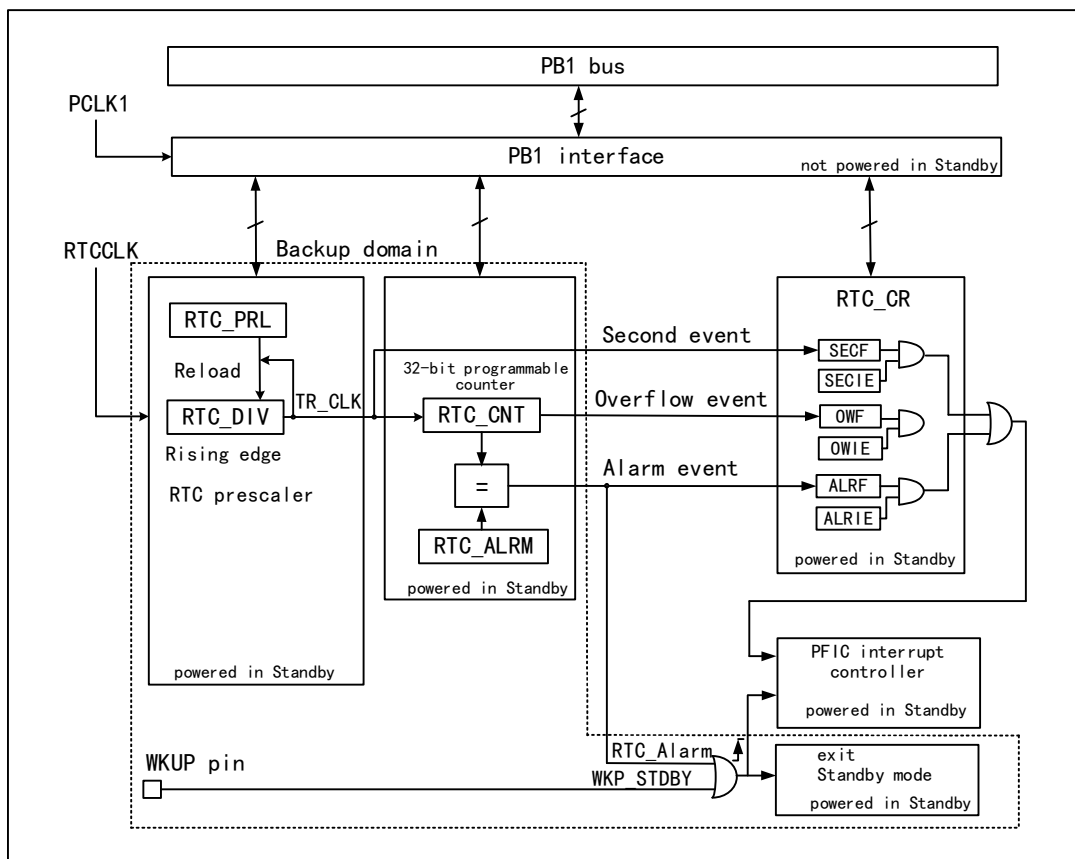 PB1 bus
PCLK1
PB1 interface
not powered in Standby
RTCCLK
Backup domain
RTC_PRL
Reload
RTC_DIV
TR_CLK
Rising edge
RTC prescaler
powered in Standby
32-bit programmable
counter
RTC_CNT
=
RTC_ALRM
powered in Standby
Second event
Overflow event
Alarm event
RTC_CR
SECF
SECIE
OWF
OWIE
ALRF
ALRIE
powered in Standby
PFIC interrupt
controller
powered in Standby
RTC_Alarm
WKUP pin
WKP_STDBY
exit
Standby mode
powered in Standby